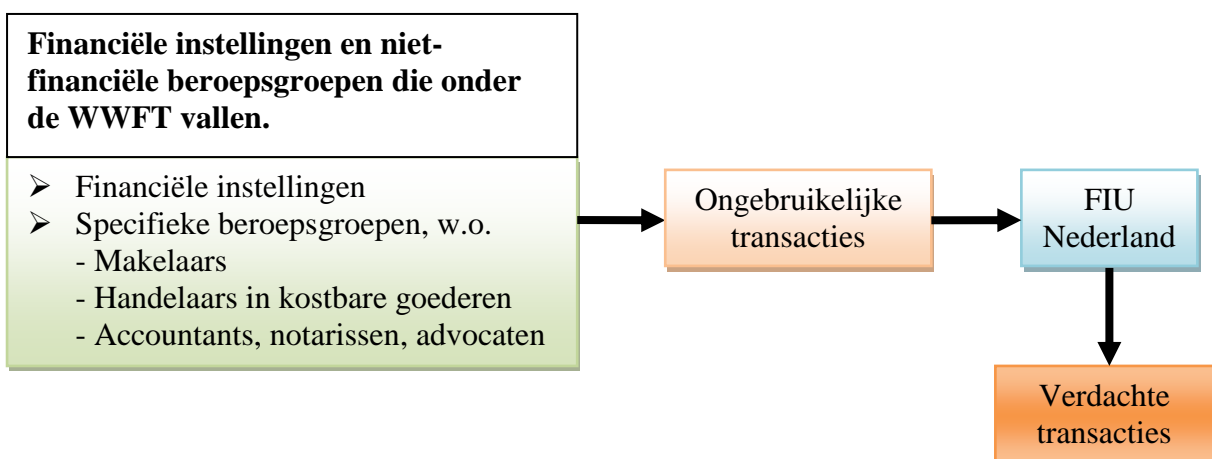 Financiële instellingen en niet-
financiële beroepsgroepen die onder
de WWFT vallen.
➢ Financiële instellingen
➢ Specifieke beroepsgroepen, w.o.
- Makelaars
- Handelaars in kostbare goederen
- Accountants, notarissen, advocaten
Ongebruikelijke
transacties
FIU
Nederland
Verdachte
transacties